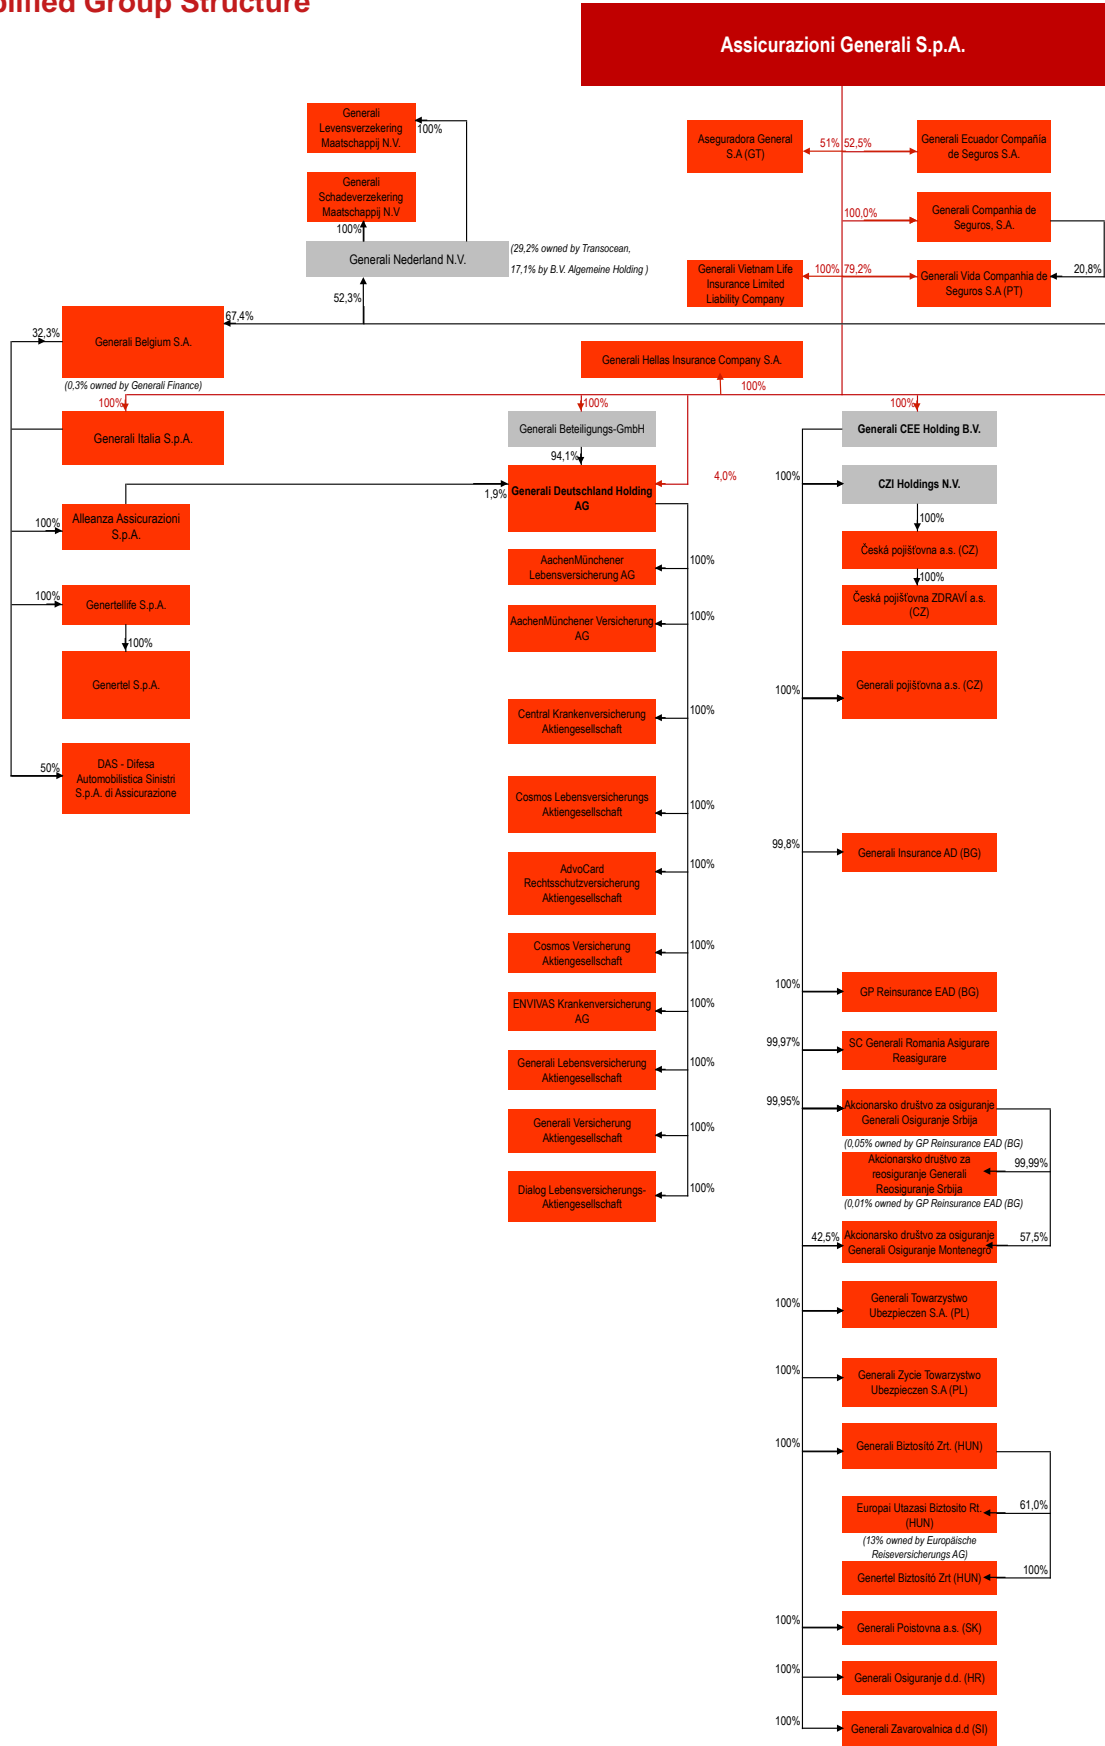 plified Group Structure
Assicurazioni Generali S.p.A.
Generali
Levensverzekering
Maatschappij N.V.
100%
Generali
Schadeverzekering
Maatschappij N.V
100%
Generali Nederland N.V.
(29,2% owned by Transocean,
17,1% by B.V. Algemeine Holding )
52,3%
Aseguradora General
S.A (GT)
51%
52,5%
Generali Ecuador Compañia
de Seguros S.A.
100,0%
Generali Companhia de
Seguros, S.A.
Generali Vietnam Life
Insurance Limited
Liability Company
100%
79,2%
Generali Vida Companhia de
Seguros S.A (PT)
20,8%
67,4%
32,3%
Generali Belgium S.A.
(0,3% owned by Generali Finance)
Generali Hellas Insurance Company S.A.
100%
100%
Generali Italia S.p.A.
100%
Generali Beteiligungs-GmbH
94,1%
100%
Generali CEE Holding B.V.
1,9%
Generali Deutschland Holding
AG
4,0%
100%
CZI Holdings N.V.
100%
Alleanza Assicurazioni
S.p.A.
100%
Česká pojišťovna a.s. (CZ)
100%
AachenMünchener
Lebensversicherung AG
100%
100%
Česká pojišťovna ZDRAVÍ a.s.
(CZ)
100%
Genertellife S.p.A.
AachenMünchener Versicherung
AG
100%
100%
Genertel S.p.A.
100%
Generali pojišťovna a.s. (CZ)
Central Krankenversicherung
Aktiengesellschaft
100%
50%
DAS - Difesa
Automobilistica Sinistri
S.p.A. di Assicurazione
Cosmos Lebensversicherungs
Aktiengesellschaft
100%
99,8%
Generali Insurance AD (BG)
AdvoCard
Rechtsschutzversicherung
Aktiengesellschaft
100%
Cosmos Versicherung
Aktiengesellschaft
100%
100%
GP Reinsurance EAD (BG)
ENVIVAS Krankenversicherung
AG
100%
99,97%
SC Generali Romania Asigurare
Reasigurare
Generali Lebensversicherung
Aktiengesellschaft
100%
99,95%
Akcionarsko društvo za osiguranje
Generali Osiguranje Srbija
(0,05% owned by GP Reinsurance EAD (BG)
Generali Versicherung
Aktiengesellschaft
100%
Akcionarsko društvo za
reosiguranje Generali
Reosiguranje Srbija
99,99%
(0,01% owned by GP Reinsurance EAD (BG)
Dialog Lebensversicherungs-
Aktiengesellschaft
100%
42,5%
Akcionarsko društvo za osiguranje
Generali Osiguranje Montenegro
57,5%
100%
Generali Towarzystwo
Ubezpieczen S.A. (PL)
100%
Generali Zycie Towarzystwo
Ubezpieczen S.A (PL)
100%
Generali Biztosító Zrt. (HUN)
Europai Utazasi Biztosito Rt.
(HUN)
61,0%
(13% owned by Europäische
Reiseversicherungs AG)
Genertel Biztosító Zrt (HUN)
100%
100%
Generali Poistovna a.s. (SK)
100%
Generali Osiguranje d.d. (HR)
100%
Generali Zavarovalnica d.d (SI)